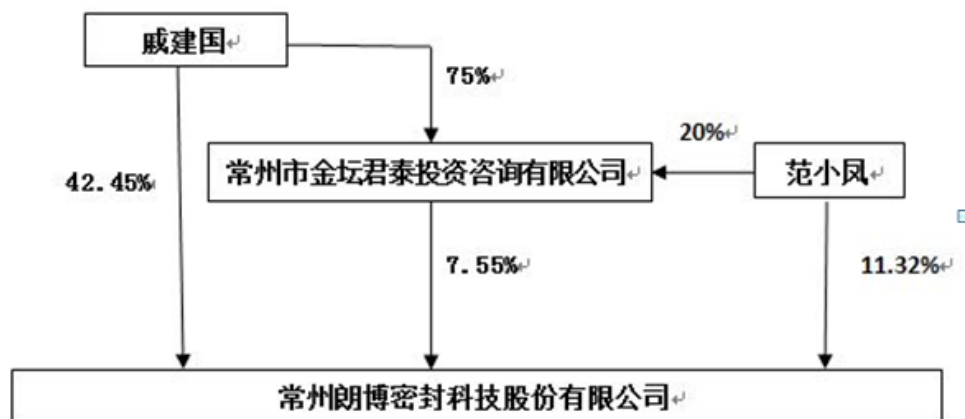 戚建国
75%
20%
42.45%
常州市金坛君泰投资咨询有限公司
范小凤
7.55%
11.32%
常州朗博密封科技股份有限公司